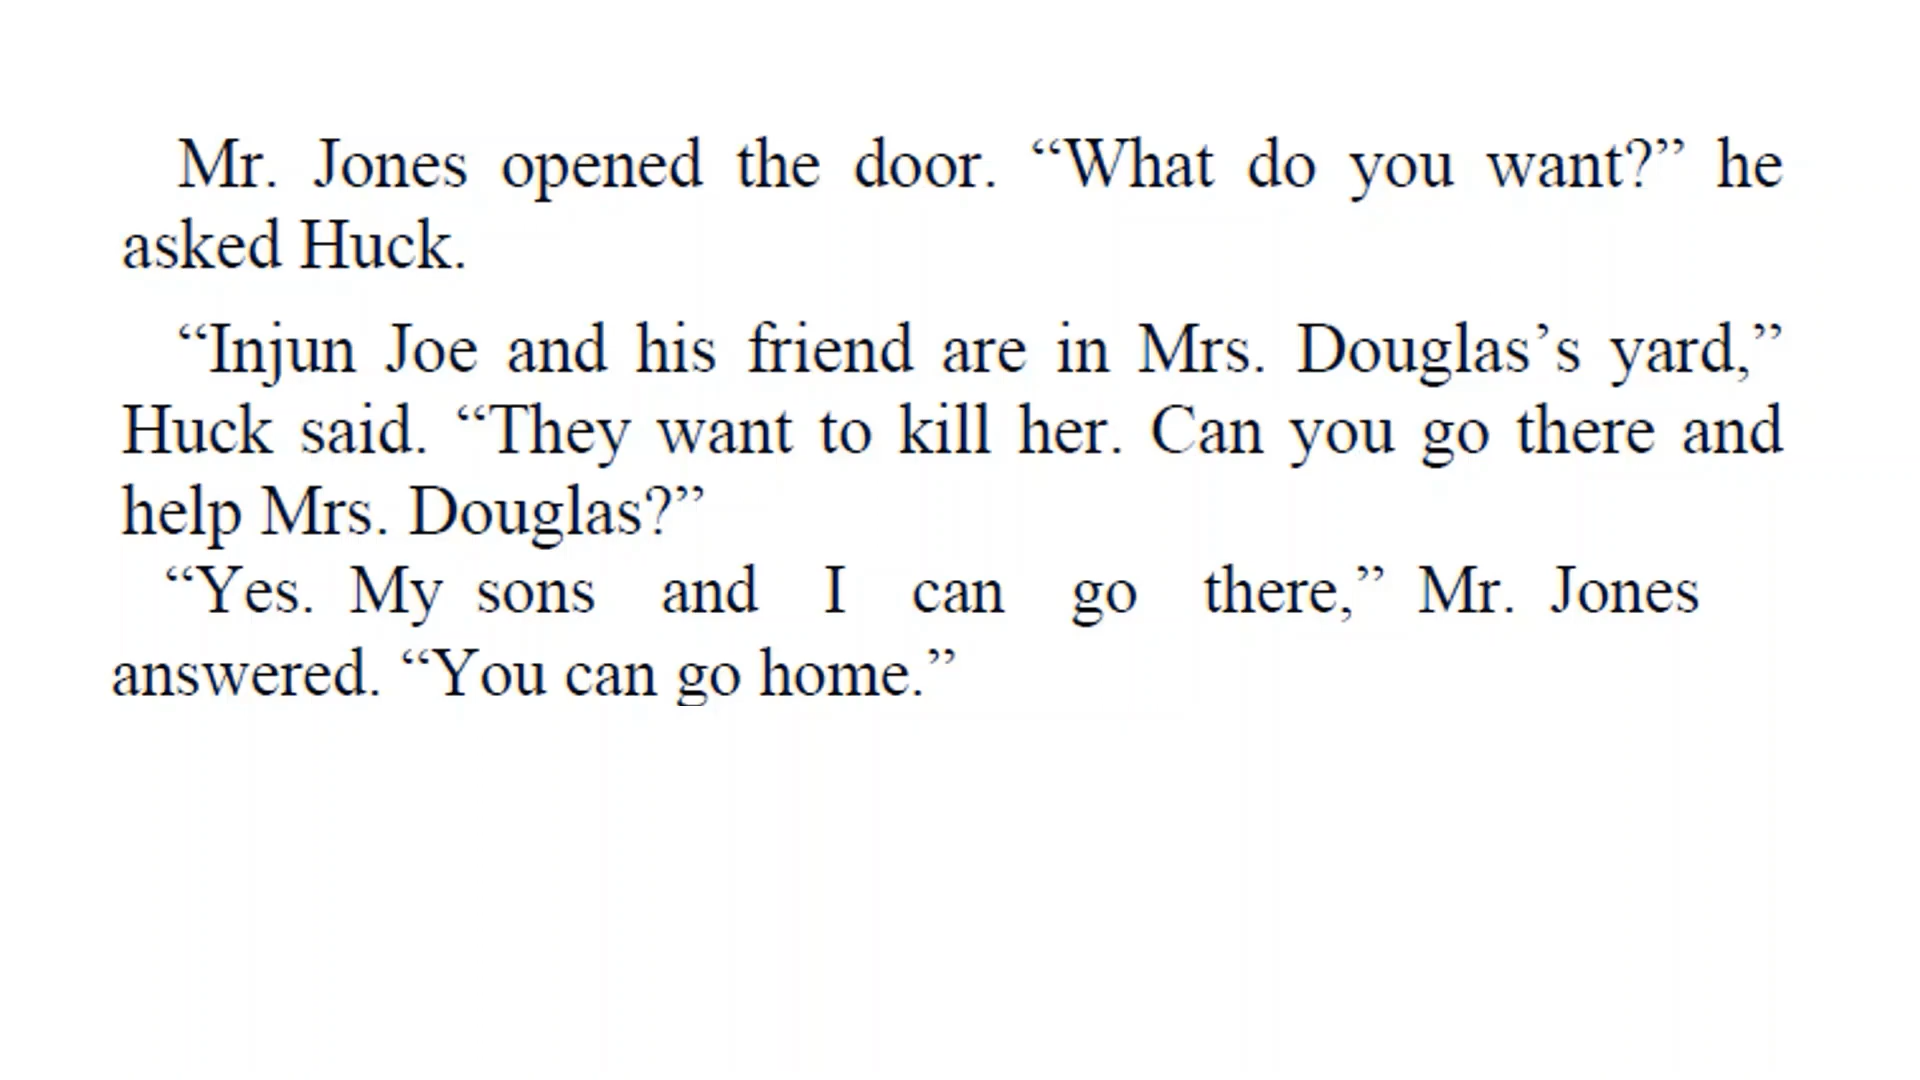 Mr. Jones opened the door. “What do you want?” he
asked Huck.
“Injun Joe and his friend are in Mrs. Douglas’s yard,”
Huck said. “They want to kill her. Can you go there and
help Mrs. Douglas?”
“Yes. My sons and I can go there,” Mr. Jones
answered. “You can go home.”